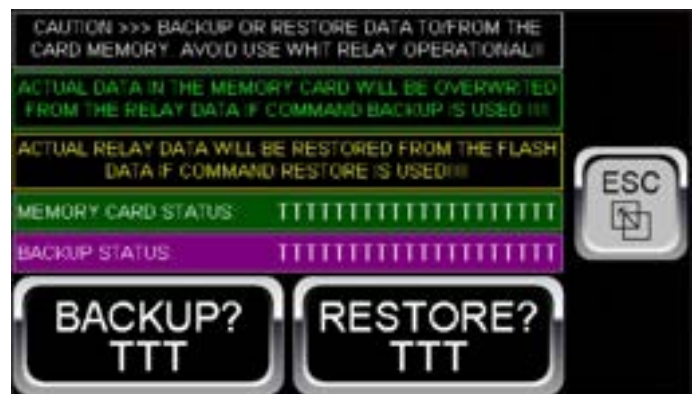 CAUTION >>> BACKUP OR RESTORE DATA TO/FROM THE
CARD MEMORY. AVOID USE WHIT RELAY OPERATIONAL!!
ACTUAL DATA IN THE MEMORY CARD WILL BE OVERWRITED
FROM THE RELAY DATA IF COMMAND BACKUP IS USED !!!!
ACTUAL RELAY DATA WILL BE RESTORED FROM THE FLASH
DATA IF COMMAND RESTORE IS USED!!!!
ESC
MEMORY CARD STATUS: TTTTTTTTTTTTTTTTTTTT
BACKUP STATUS: TTTTTTTTTTTTTTTTTTTT
BACKUP?
TTT
RESTORE?
TTT